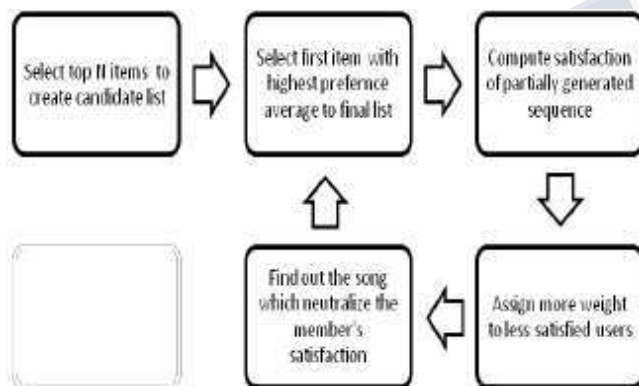 Select top N items to
create candidate list
Select first item with
highest prefernce
average to final list
Compute satisfaction
of partially generated
sequence
Find out the song
which neutralize the
member's
satisfaction
Assign more weight
to less satisfied users